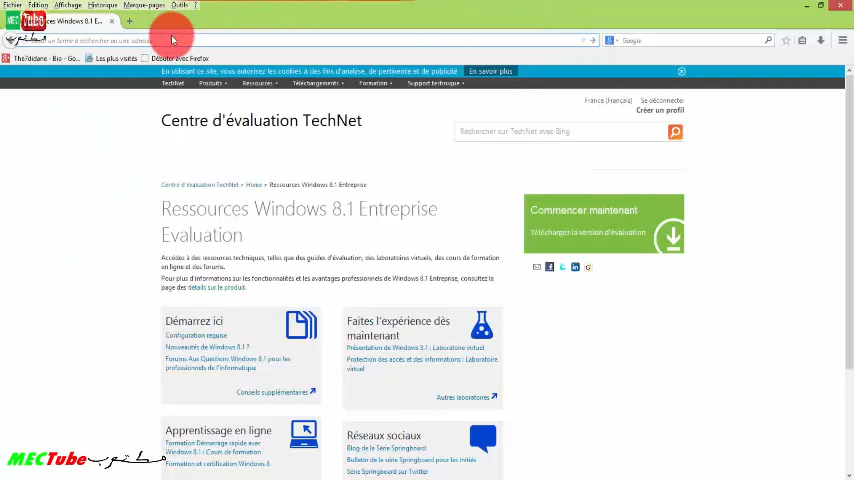 Fichier Édition Affichage Historique Marque-pages Outils ?
MEC Tube
ources Windows 8.1 E...
un terme à rechercher ou une adresse
Google
The7didane - Bio - Go... Les plus visités Débuter avec Firefox
En utilisant ce site, vous autorisez les cookies à des fins d'analyse, de pertinence et de publicité En savoir plus
TechNet Produits Ressources Téléchargements Formation Support technique
France (Français) Se déconnecter
Créer un profil
Centre d'évaluation TechNet
Rechercher sur TechNet avec Bing
Centre d'évaluation TechNet > Home > Ressources Windows 8.1 Entreprise
Ressources Windows 8.1 Entreprise
Evaluation
Commencer maintenant
Téléchargez la version d'évaluation
Accédez à des ressources techniques, telles que des guides d'évaluation, des laboratoires virtuels, des cours de formation
en ligne et des forums.
Pour plus d'informations sur les fonctionnalités et les avantages professionnels de Windows 8.1 Entreprise, consultez la
page des détails sur le produit.
Démarrez ici
Configuration requise
Nouveautés de Windows 8.1 ?
Forums Aux Questions Windows 8.1 pour les
professionnels de l'informatique
Conseils supplémentaires
Faites l'expérience dès
maintenant
Présentation de Windows 8.1 : Laboratoire virtuel
Protection des accès et des informations : Laboratoire
virtuel
Autres laboratoires
Apprentissage en ligne
Formation Démarrage rapide avec
Windows 8.1 : Cours de formation
Formation et certification Windows 8
Réseaux sociaux
Blog de la Série Springboard
Bulletin de la série Springboard pour les initiés
Série Springboard sur Twitter
MECTube